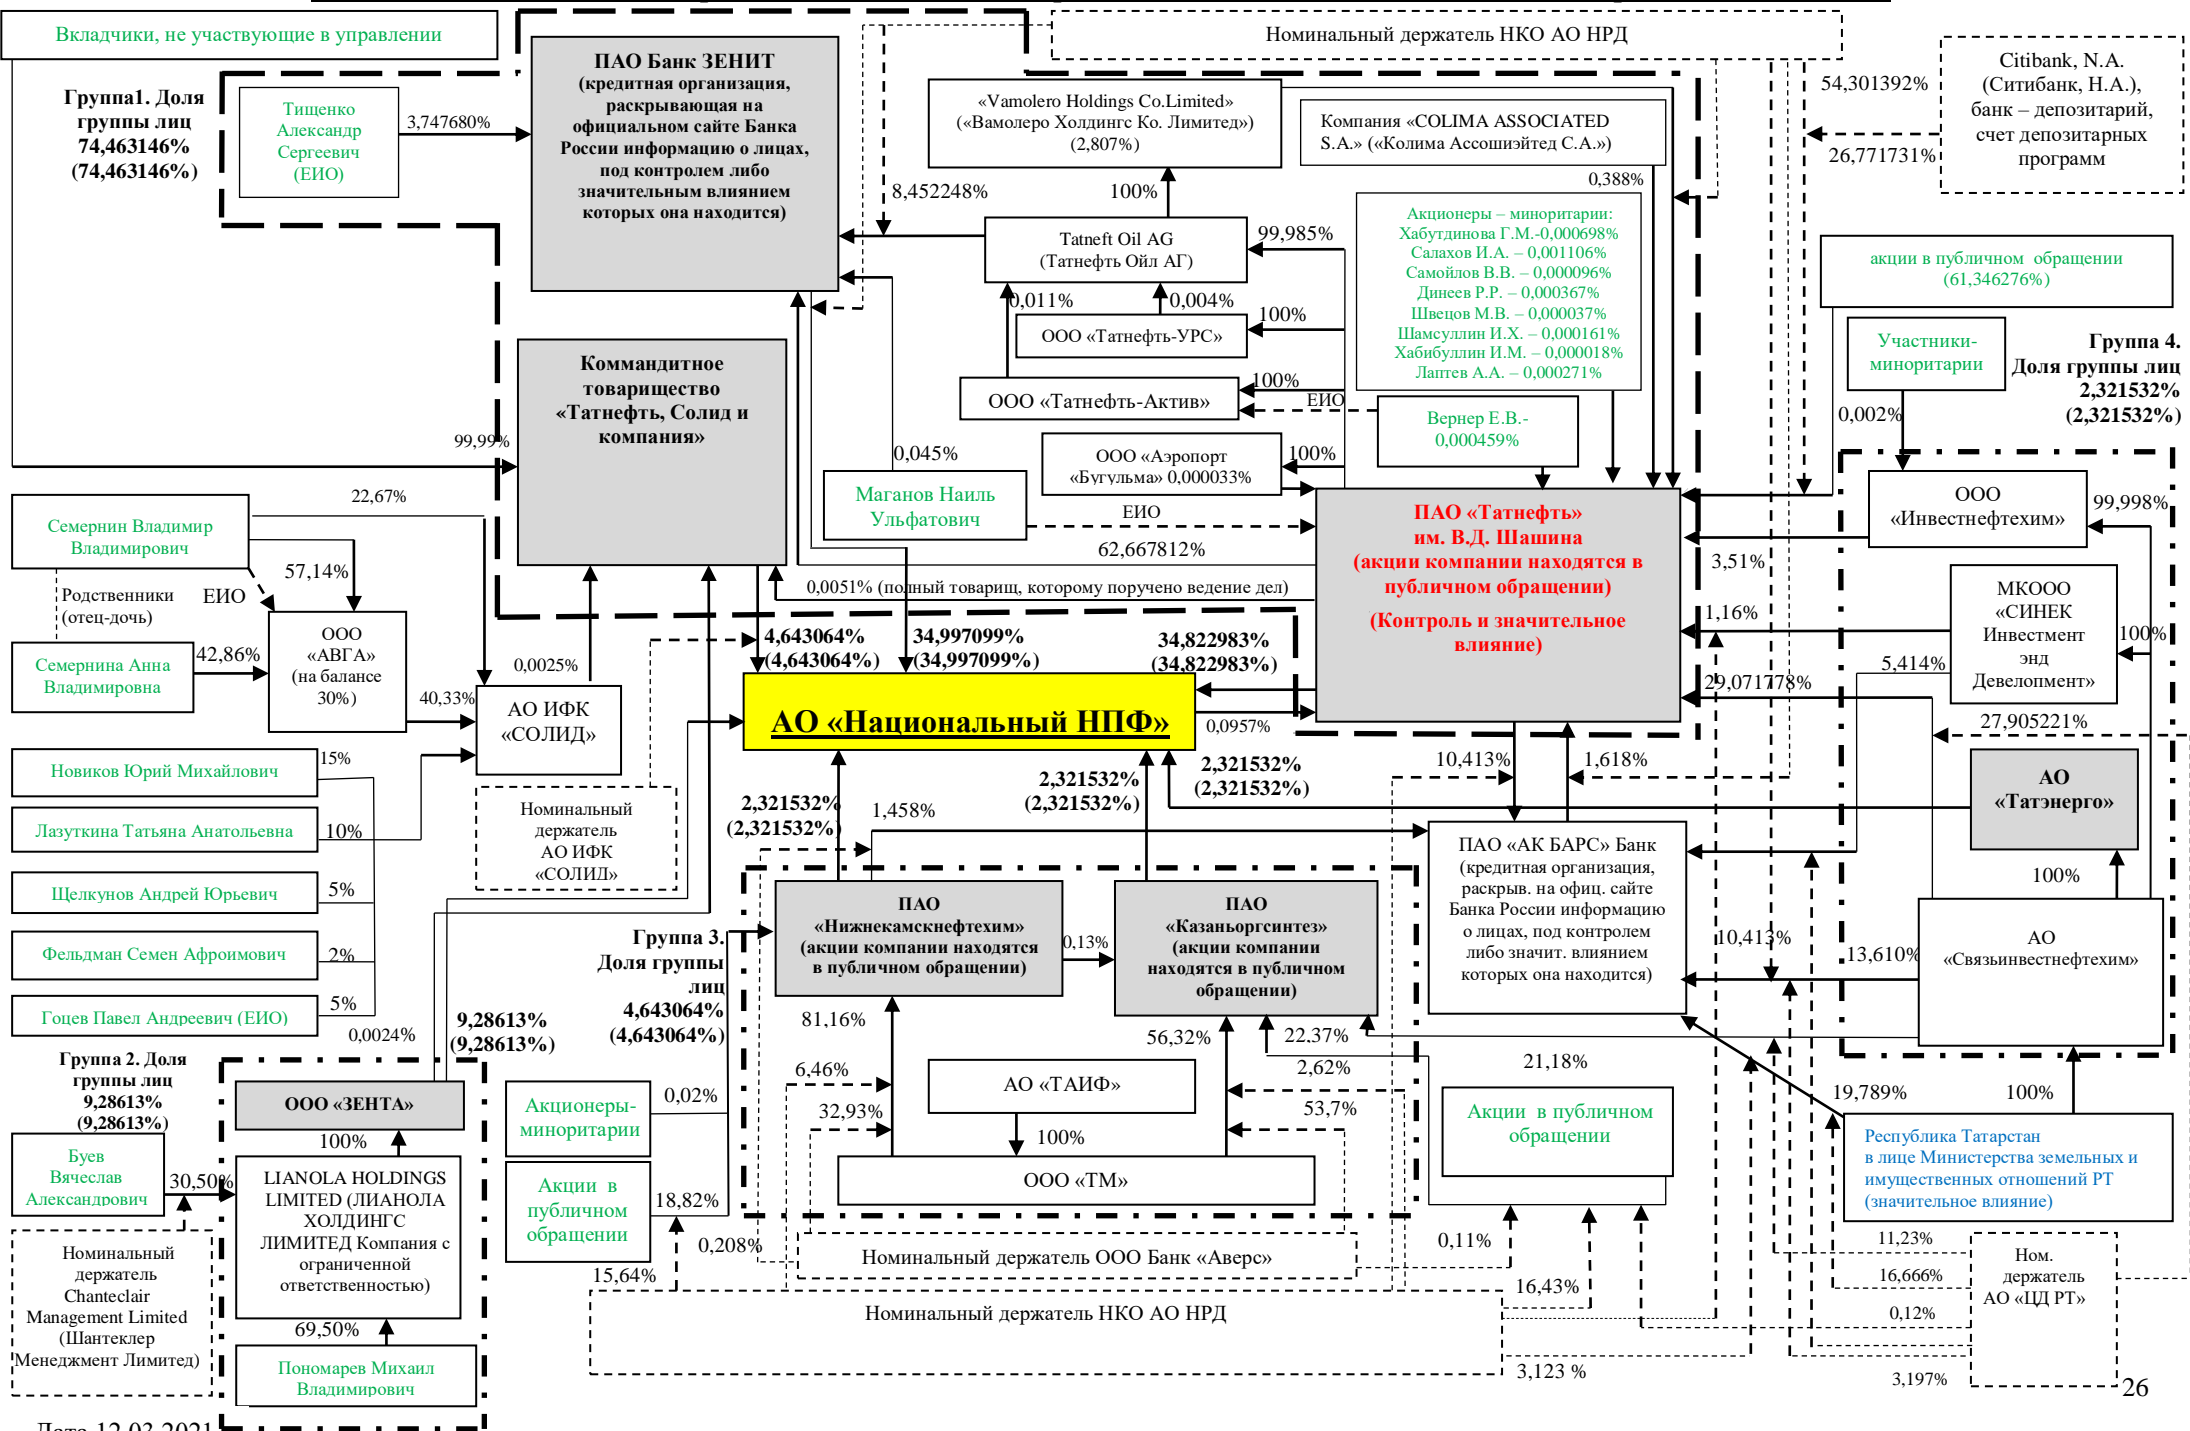 Вкладчики, не участвующие в управлении
Номинальный держатель НКО АО НРД
Citibank, N.A.
(Ситибанк, Н.А.),
банк – депозитарий,
счет депозитарных
программ
54,301392%
26,771731%
Группа1. Доля
группы лиц
74,463146%
(74,463146%)
Тищенко
Александр
Сергеевич
(ЕИО)
3,747680%
ПАО Банк ЗЕНИТ
(кредитная организация,
раскрывающая на
официальном сайте Банка
России информацию о лицах,
под контролем либо
значительным влиянием
которых она находится)
8,452248%
«Vamolero Holdings Co.Limited»
(«Вамолеро Холдингс Ко. Лимитед»)
(2,807%)
100%
Компания «COLIMA ASSOCIATED
S.A.» («Колима Ассошиэйтед С.А.»)
0,388%
Tatneft Oil AG
(Татнефть Ойл АГ)
99,985%
0,011%
0,004%
ООО «Татнефть-УРС»
100%
ООО «Татнефть-Актив»
100%
ЕИО
Акционеры – миноритарии:
Хабутдинова Г.М.-0,000698%
Салахов И.А. – 0,001106%
Самойлов В.В. – 0,000096%
Динеев Р.Р. – 0,000367%
Швецов М.В. – 0,000037%
Шамсуллин И.Х. – 0,000161%
Хабибуллин И.М. – 0,000018%
Лаптев А.А. – 0,000271%
Вернер Е.В.-
0,000459%
ООО «Аэропорт
«Бугульма» 0,000033%
100%
акции в публичном обращении
(61,346276%)
Участники-
миноритарии
0,002%
Группа 4.
Доля группы лиц
2,321532%
(2,321532%)
Коммандитное
товарищество
«Татнефть, Солид и
компания»
99,99%
0,045%
Маганов Наиль
Ульфатович
ЕИО
62,667812%
0,0051% (полный товарищ, которому поручено ведение дел)
ПАО «Татнефть»
им. В.Д. Шашина
(акции компании находятся в
публичном обращении)
(Контроль и значительное
влияние)
ООО
«Инвестнефтехим»
99,998%
3,51%
МКООО
«СИНЕК
Инвестмент
энд
Девелопмент»
1,16%
100%
5,414%
29,071778%
27,905221%
Семернин Владимир
Владимирович
22,67%
57,14%
Родственники
(отец-дочь)
ЕИО
Семернина Анна
Владимировна
42,86%
ООО
«АВГА»
(на балансе
30%)
40,33%
0,0025%
АО ИФК
«СОЛИД»
4,643064%
(4,643064%)
34,997099%
(34,997099%)
34,822983%
(34,822983%)
АО «Национальный НПФ»
0,0957%
Новиков Юрий Михайлович
15%
Лазуткина Татьяна Анатольевна
10%
Щелкунов Андрей Юрьевич
5%
Фельдман Семен Афроимович
2%
Гоцев Павел Андреевич (ЕИО)
5%
Номинальный
держатель
АО ИФК
«СОЛИД»
0,0024%
9,28613%
(9,28613%)
2,321532%
(2,321532%)
1,458%
2,321532%
(2,321532%)
2,321532%
(2,321532%)
10,413%
1,618%
АО
«Татэнерго»
100%
ПАО «АК БАРС» Банк
(кредитная организация,
раскрыв. на офиц. сайте
Банка России информацию
о лицах, под контролем
либо значит. влиянием
которых она находится)
10,413%
13,610%
АО
«Связьинвестнефтехим»
Группа 3.
Доля группы
лиц
4,643064%
(4,643064%)
ПАО
«Нижнекамскнефтехим»
(акции компании находятся
в публичном обращении)
0,13%
ПАО
«Казаньоргсинтез»
(акции компании
находятся в публичном
обращении)
81,16%
56,32%
22,37%
6,46%
2,62%
32,93%
53,7%
АО «ТАИФ»
100%
ООО «ТМ»
21,18%
Акции в публичном
обращении
19,789%
100%
Республика Татарстан
в лице Министерства земельных и
имущественных отношений РТ
(значительное влияние)
Группа 2. Доля
группы лиц
9,28613%
(9,28613%)
ООО «ЗЕНТА»
100%
Буев
Вячеслав
Александрович
30,50%
LIANOLA HOLDINGS
LIMITED (ЛИАНОЛА
ХОЛДИНГС
ЛИМИТЕД Компания с
ограниченной
ответственностью)
69,50%
Пономарев Михаил
Владимирович
Номинальный
держатель
Chanteclair
Management Limited
(Шантеклер
Менеджмент Лимитед)
Акционеры-
миноритарии
0,02%
Акции в
публичном
обращении
18,82%
15,64%
0,208%
Номинальный держатель ООО Банк «Аверс»
0,11%
Номинальный держатель НКО АО НРД
16,43%
3,123 %
11,23%
16,666%
0,12%
3,197%
Ном.
держатель
АО «ЦД РТ»
26
Дата 12.03.2021